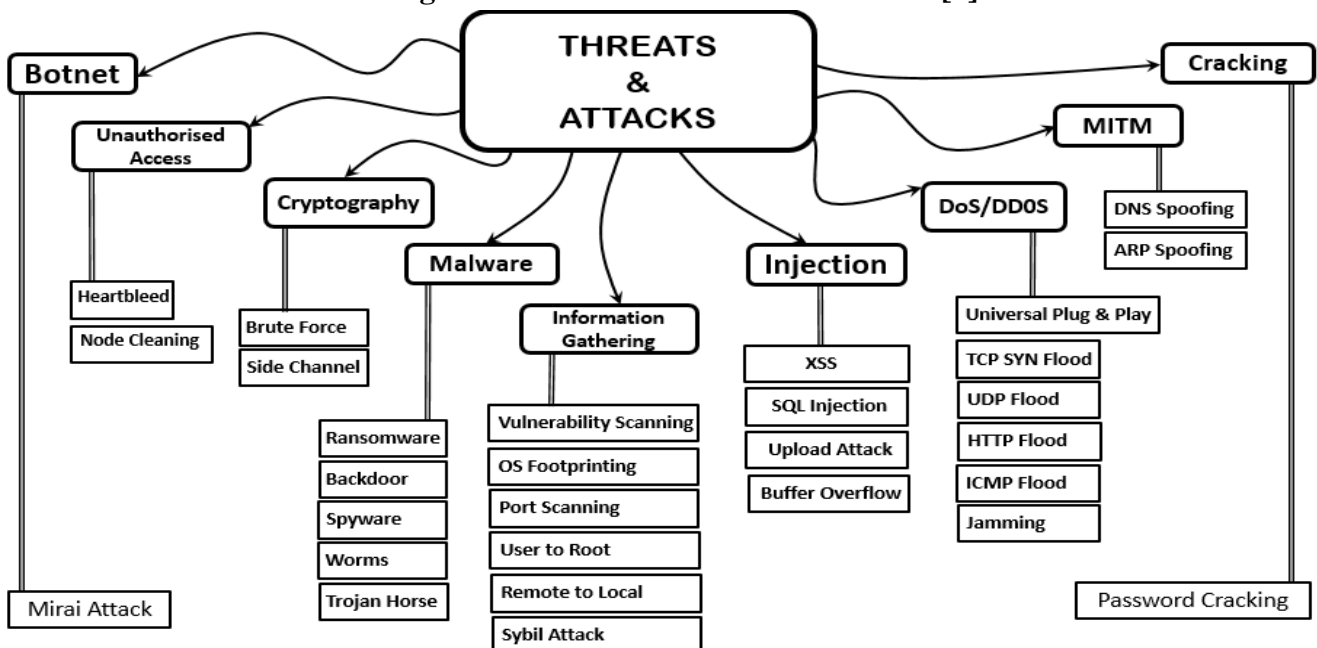 THREATS
&
ATTACKS
Botnet
Mirai Attack
Unauthorised
Access
Heartbleed
Node Cleaning
Cryptography
Brute Force
Side Channel
Malware
Ransomware
Backdoor
Spyware
Worms
Trojan Horse
Information
Gathering
Vulnerability Scanning
OS Footprinting
Port Scanning
User to Root
Remote to Local
Sybil Attack
Injection
XSS
SQL Injection
Upload Attack
Buffer Overflow
DoS/DD0S
Universal Plug & Play
TCP SYN Flood
UDP Flood
HTTP Flood
ICMP Flood
Jamming
MITM
DNS Spoofing
ARP Spoofing
Cracking
Password Cracking